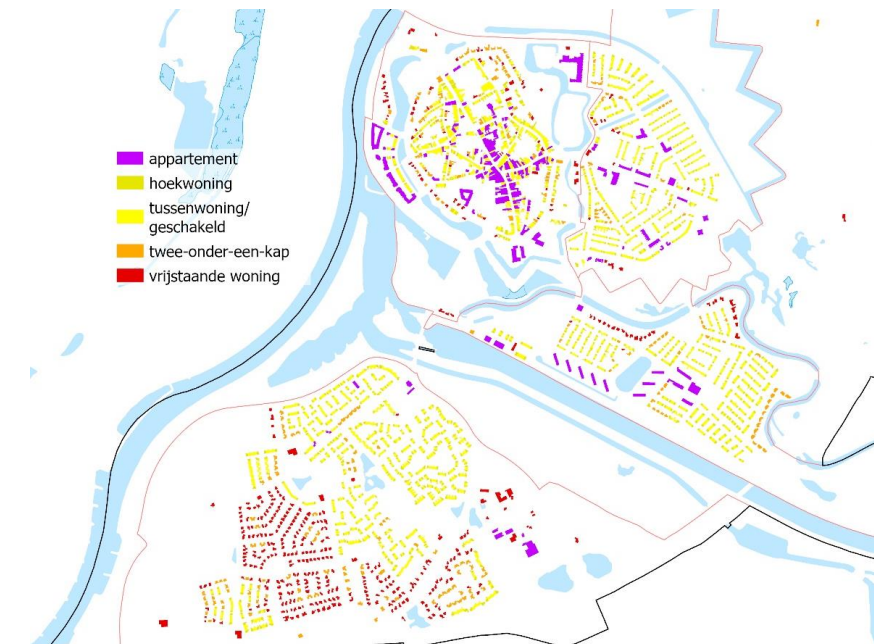 appartement
hoekwoning
tussenwoning/
geschakeld
twee-onder-een-kap
vrijstaande woning